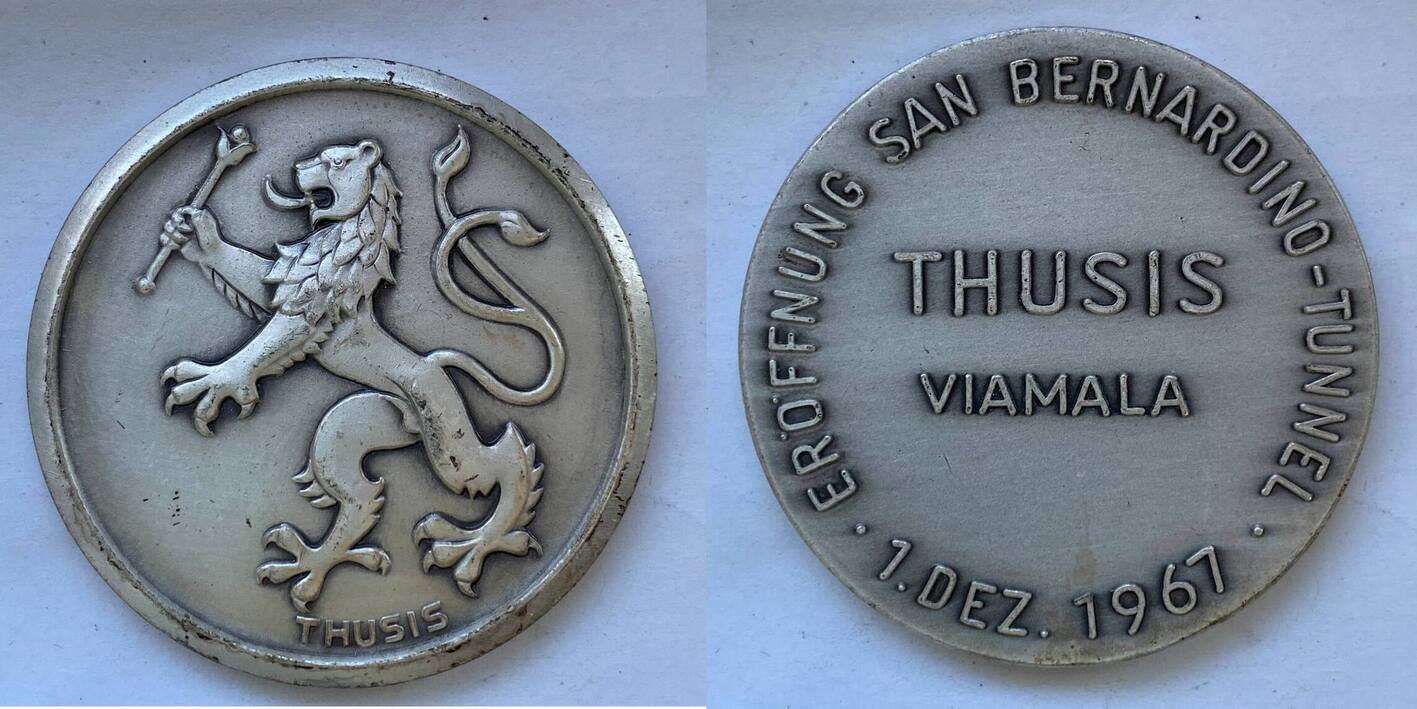 THUSIS
ERÖFFNUNG SAN BERNARDINO-TUNNEL
THUSIS
VIAMALA
· 1. DEZ. 1967 ·